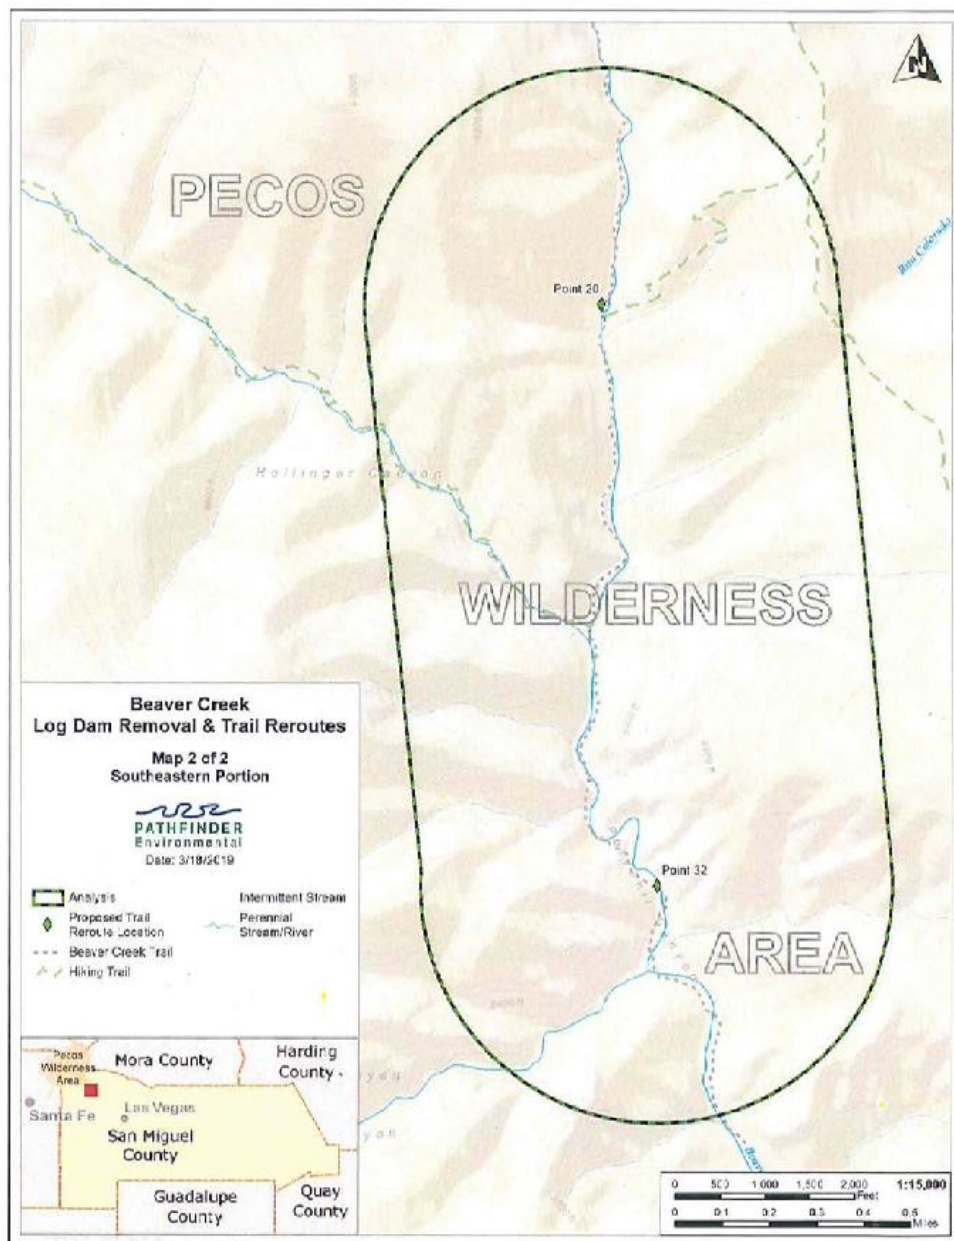 N
PECOS
Point 20
Hollinger Canyon
WILDERNESS
Point 32
AREA
Beaver Creek
Log Dam Removal & Trail Reroutes
Map 2 of 2
Southeastern Portion
PATHFINDER
Environmental
Date: 3/18/2019
Analysis
Intermittent Stream
Proposed Trail
Reroute Location
Perennial
Stream/River
Beaver Creek Trail
Hiking Trail
Pecos
Wilderness
Area
Mora County
Harding
County
Santa Fe
Las Vegas
San Miguel
County
Guadalupe
County
Quay
County
0 500 1,000 1,500 2,000
Feet
1:15,000
0 0.1 0.2 0.3 0.4 0.5
Miles